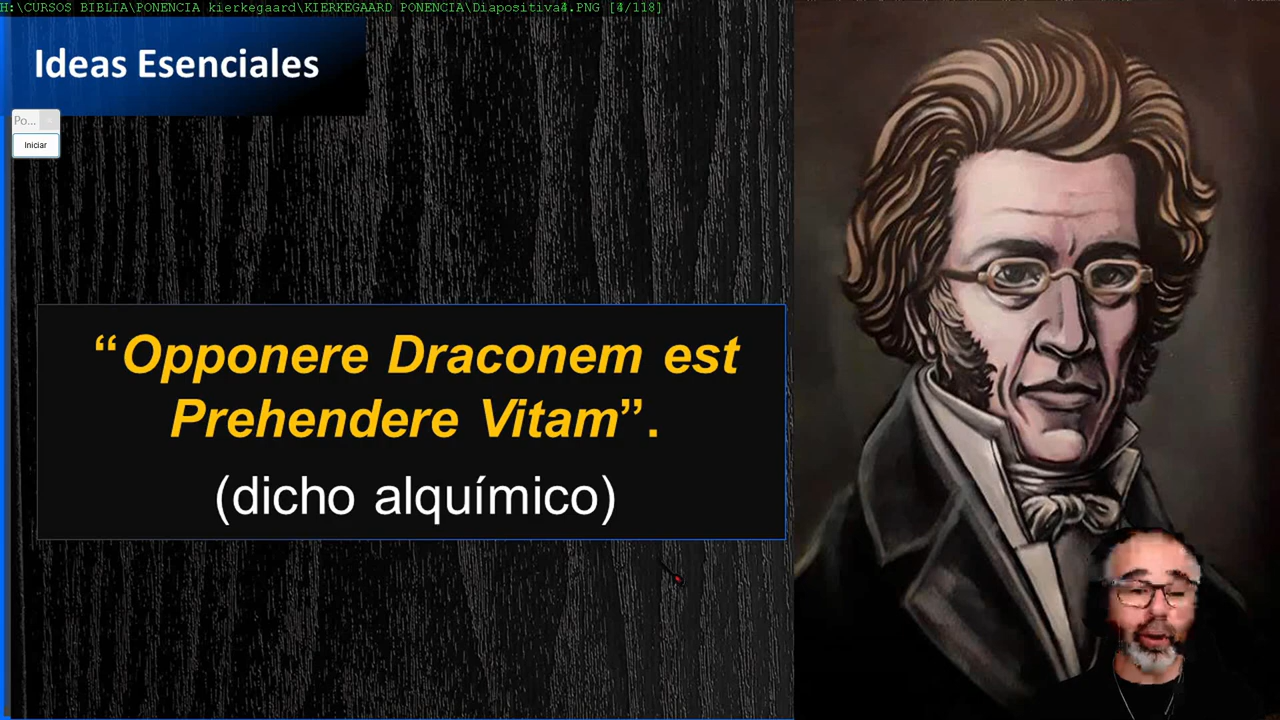 H:\CURSOS BIBLIA\PONENCIA kierkegaard\KIERKEGAARD PONENCIA\Diapositiva4.PNG [4/118]
Ideas Esenciales
Po...
Iniciar
“Opponere Draconem est
Prehendere Vitam”.
(dicho alquímico)